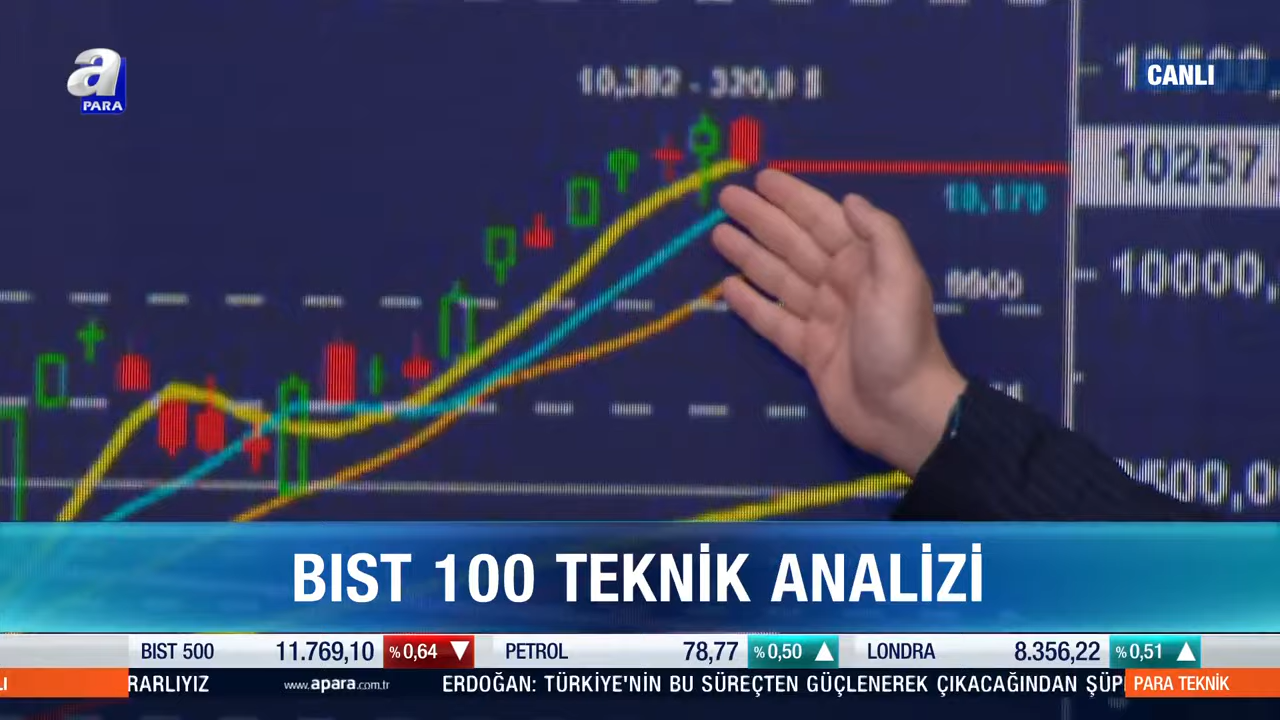 a
PARA
CANLI
10,382 - 320,9 $
10257
10,170
9900
10000,
500,0
BIST 100 TEKNİK ANALİZİ
BIST 500 11.769,10 %0,64 PETROL 78,77 %0,50 LONDRA 8.356,22 %0,51
RARLIYIZ www.apara.com.tr ERDOĞAN: TÜRKİYE'NİN BU SÜREÇTEN GÜÇLENEREK ÇIKACAĞINDAN ŞÜP PARA TEKNİK